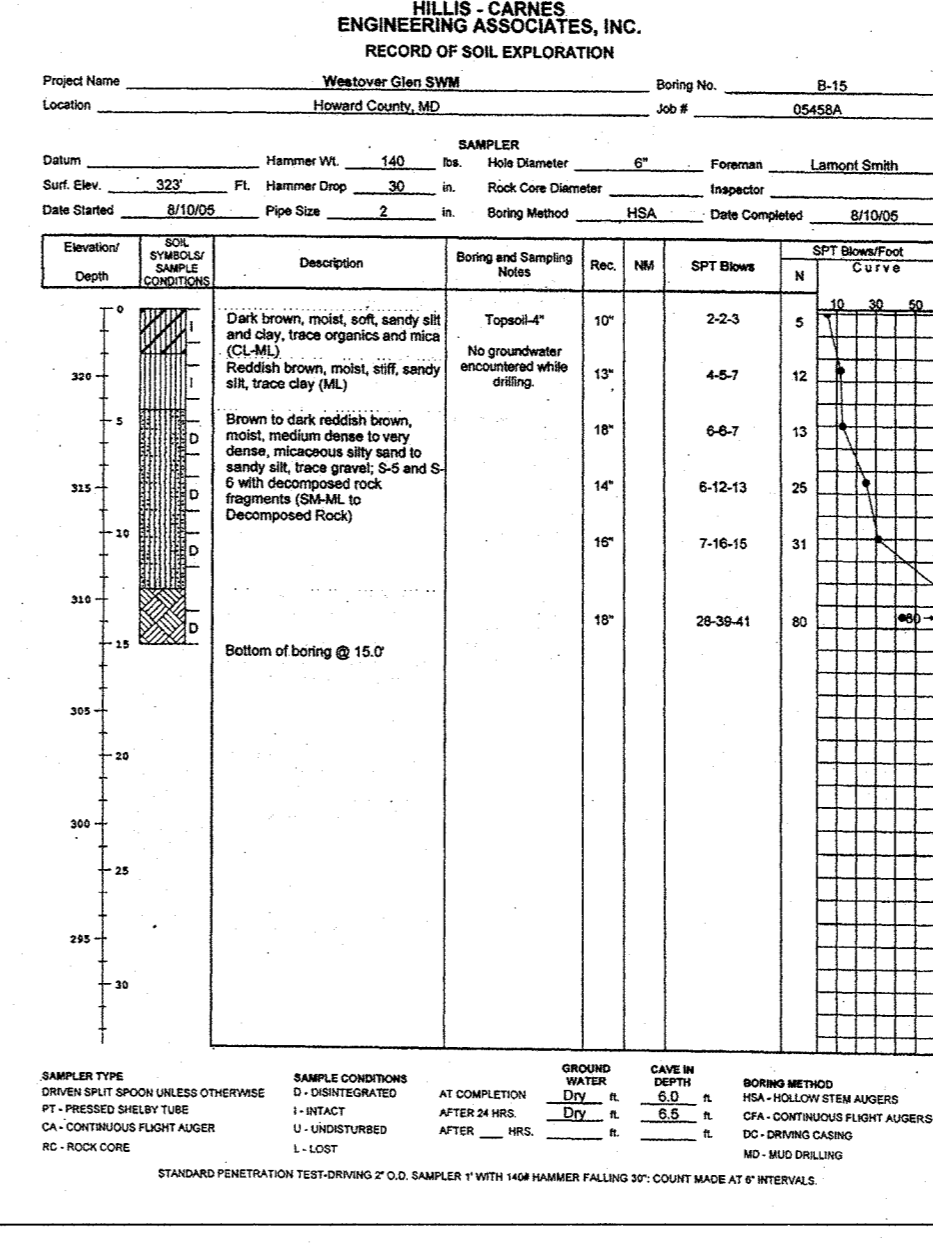 HILLIS - CARNES
ENGINEERING ASSOCIATES, INC.
RECORD OF SOIL EXPLORATION
Project Name Westover Glen SWM Boring No. B-15
Location Howard County, MD Job # 05458A
SAMPLER
Datum Hammer Wt. 140 lbs. Hole Diameter 6" Foreman Lamont Smith
Surf. Elev. 323' Ft. Hammer Drop 30 in. Rock Core Diameter Inspector
Date Started 8/10/05 Pipe Size 2 in. Boring Method HSA Date Completed 8/10/05
Elevation/ Depth
SOIL SYMBOLS/ SAMPLE CONDITIONS
Description
Boring and Sampling Notes
Rec. NM SPT Blows
SPT Blows/Foot
N Curve
10 30 50
0
Dark brown, moist, soft, sandy silt Topsoil-4" 10" 2-2-3 5
and clay, trace organics and mica
(CL-ML) No groundwater
Reddish brown, moist, stiff, sandy encountered while
320 I silt, trace clay (ML) drilling. 13" 4-5-7 12
I
5 Brown to dark reddish brown,
D moist, medium dense to very 18" 6-6-7 13
dense, micaceous silty sand to
sandy silt, trace gravel; S-5 and S-
315 D 6 with decomposed rock 14" 6-12-13 25
fragments (SM-ML to
Decomposed Rock)
10
D 16" 7-16-15 31
310
D 18" 28-39-41 80 80
15
Bottom of boring @ 15.0'
305
20
300
25
295
30
SAMPLER TYPE
DRIVEN SPLIT SPOON UNLESS OTHERWISE
PT - PRESSED SHELBY TUBE
CA - CONTINUOUS FLIGHT AUGER
RC - ROCK CORE
SAMPLE CONDITIONS
D - DISINTEGRATED
I - INTACT
U - UNDISTURBED
L - LOST
GROUND WATER CAVE IN DEPTH
AT COMPLETION Dry ft. 6.0 ft.
AFTER 24 HRS. Dry ft. 6.5 ft.
AFTER ___ HRS. ft. ft.
BORING METHOD
HSA - HOLLOW STEM AUGERS
CFA - CONTINUOUS FLIGHT AUGERS
DC - DRIVING CASING
MD - MUD DRILLING
STANDARD PENETRATION TEST-DRIVING 2" O.D. SAMPLER 1' WITH 140# HAMMER FALLING 30": COUNT MADE AT 6" INTERVALS.